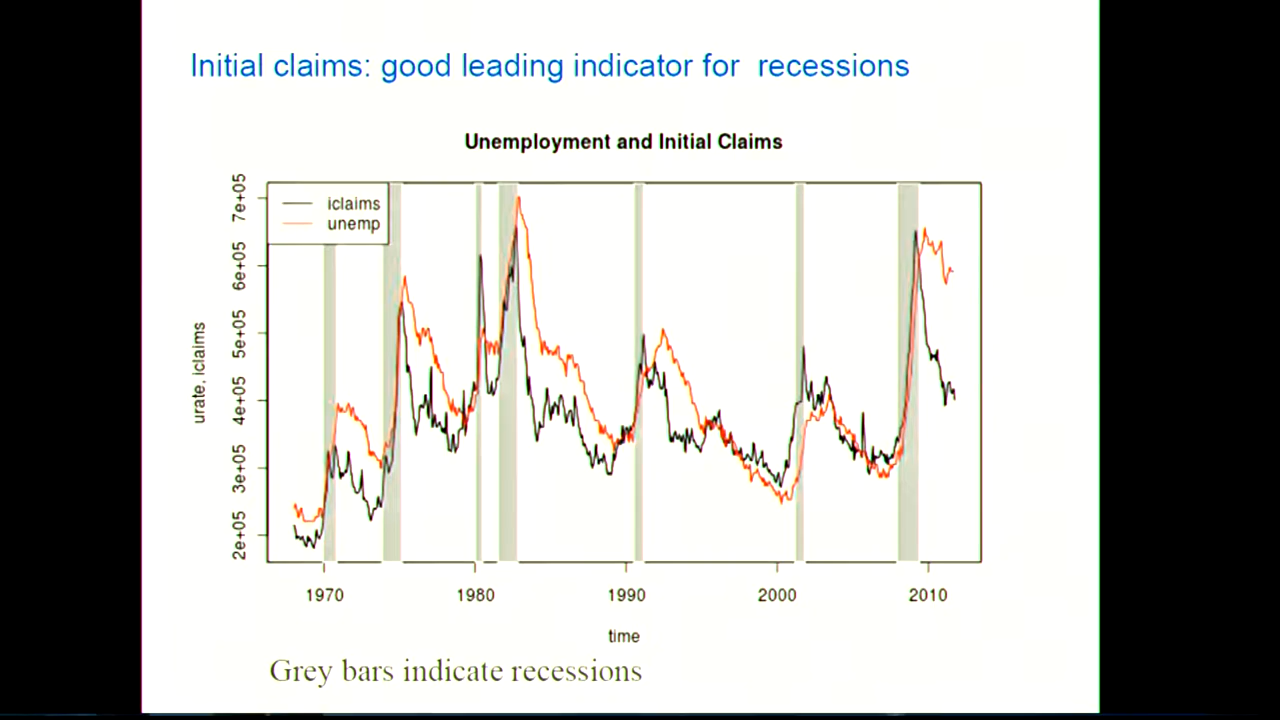 Initial claims: good leading indicator for recessions
Unemployment and Initial Claims
iclaims
unemp
urate, iclaims
7e+05
6e+05
5e+05
4e+05
3e+05
2e+05
1970 1980 1990 2000 2010
time
Grey bars indicate recessions